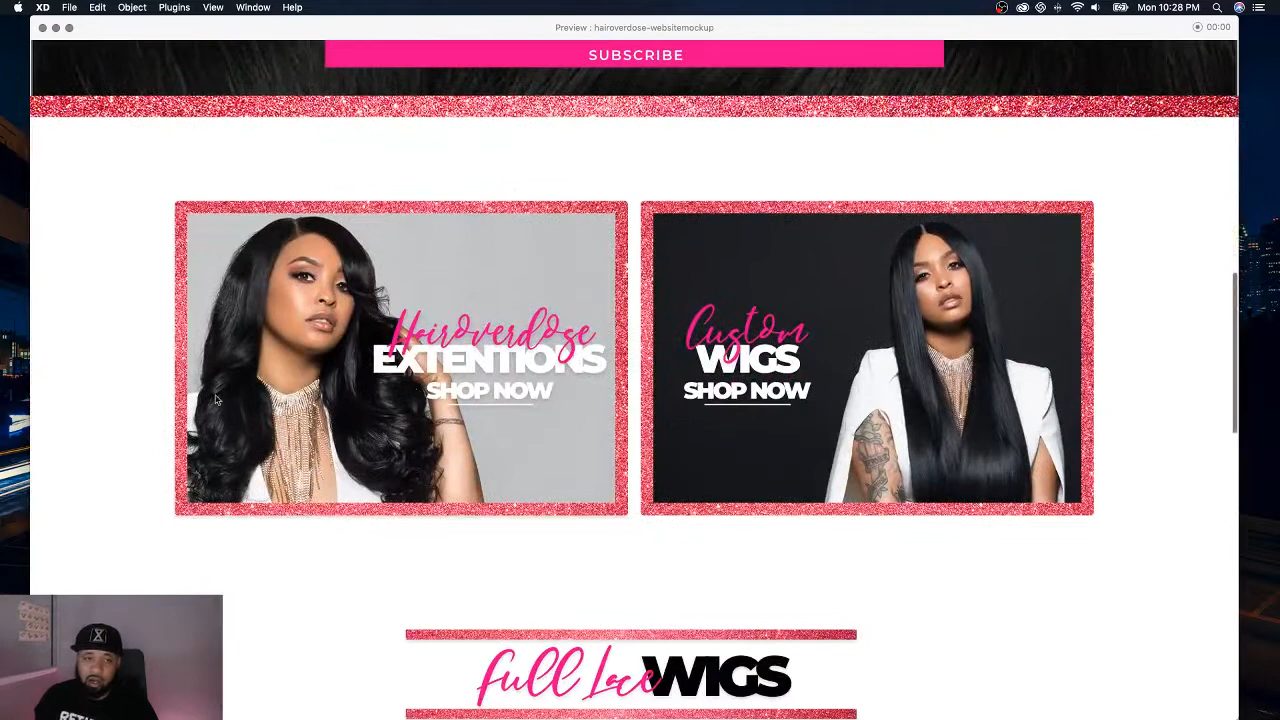 XD File Edit Object Plugins View Window Help
Mon 10:28 PM
Preview : hairoverdose-websitemockup
00:00
SUBSCRIBE
Hairoverdose
EXTENTIONS
SHOP NOW
Custom
WIGS
SHOP NOW
Full Lace WIGS